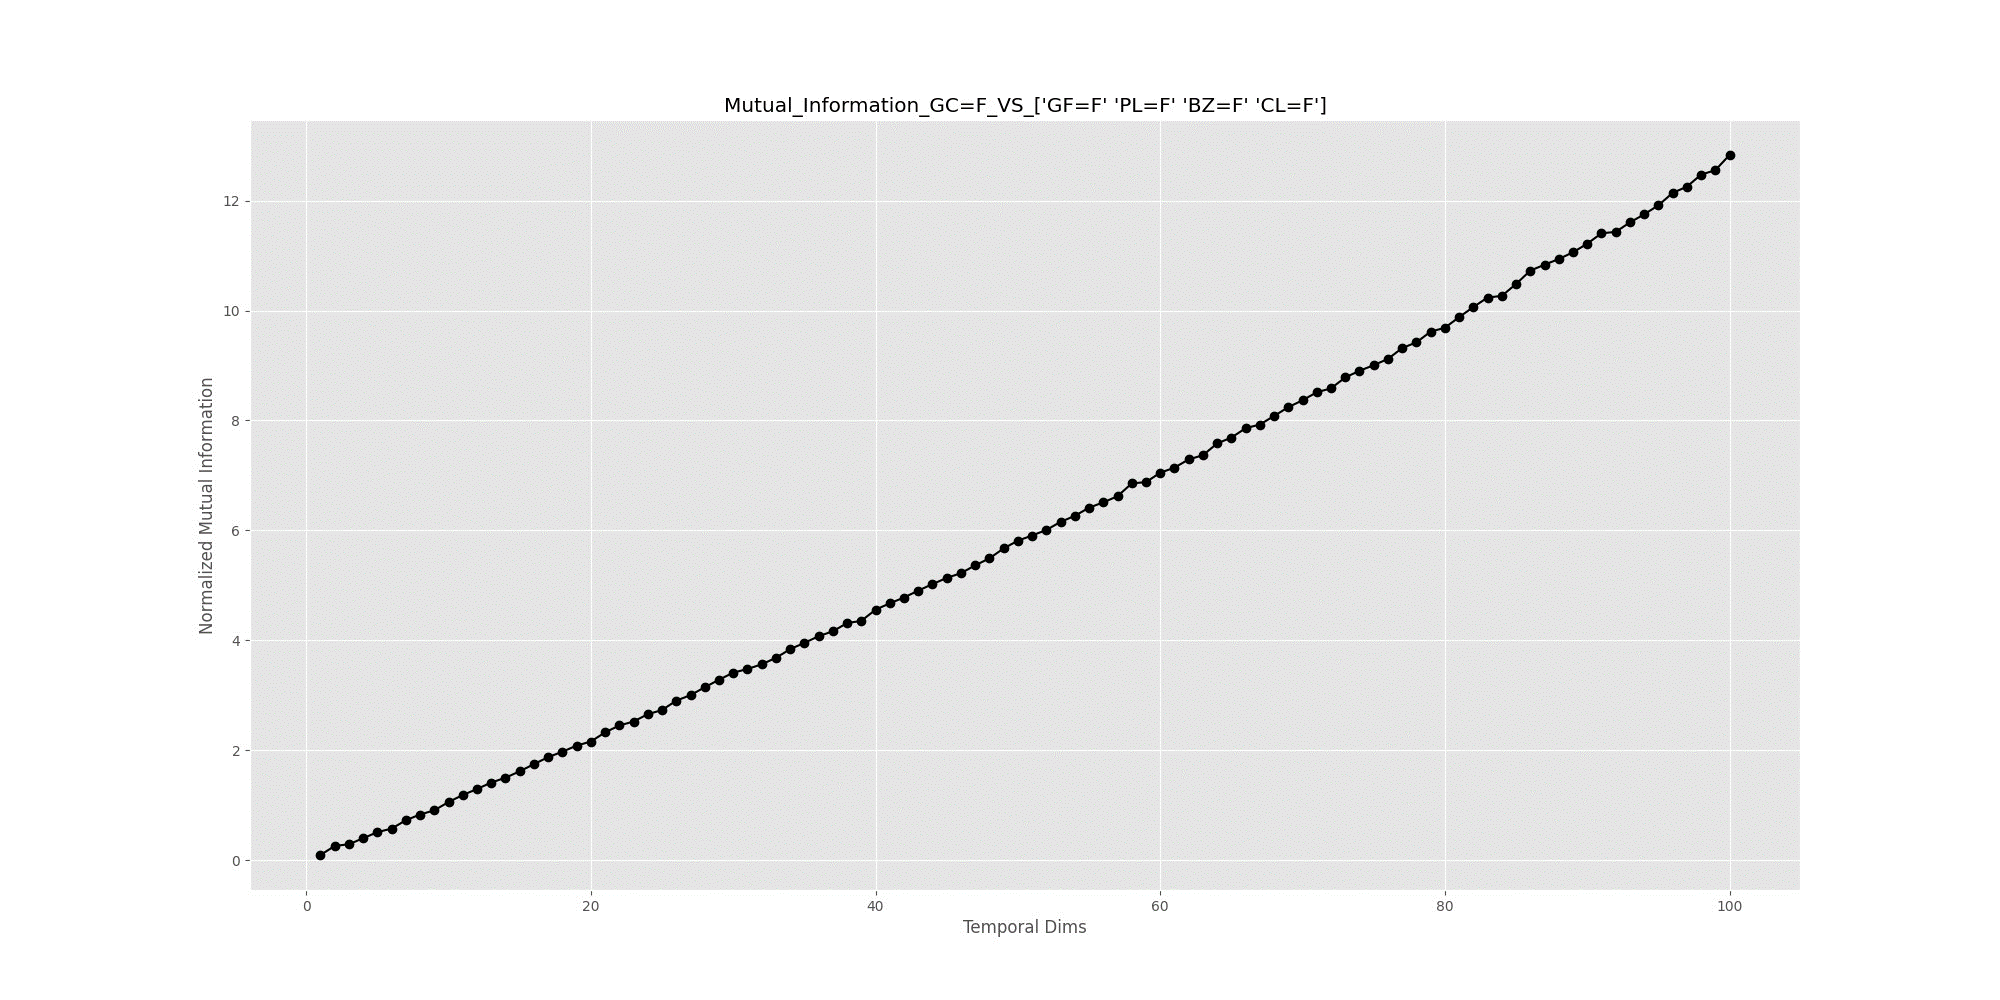 Mutual_Information_GC=F_VS_['GF=F' 'PL=F' 'BZ=F' 'CL=F']
Normalized Mutual Information
12
10
8
6
4
2
0
0 20 40 60 80 100
Temporal Dims